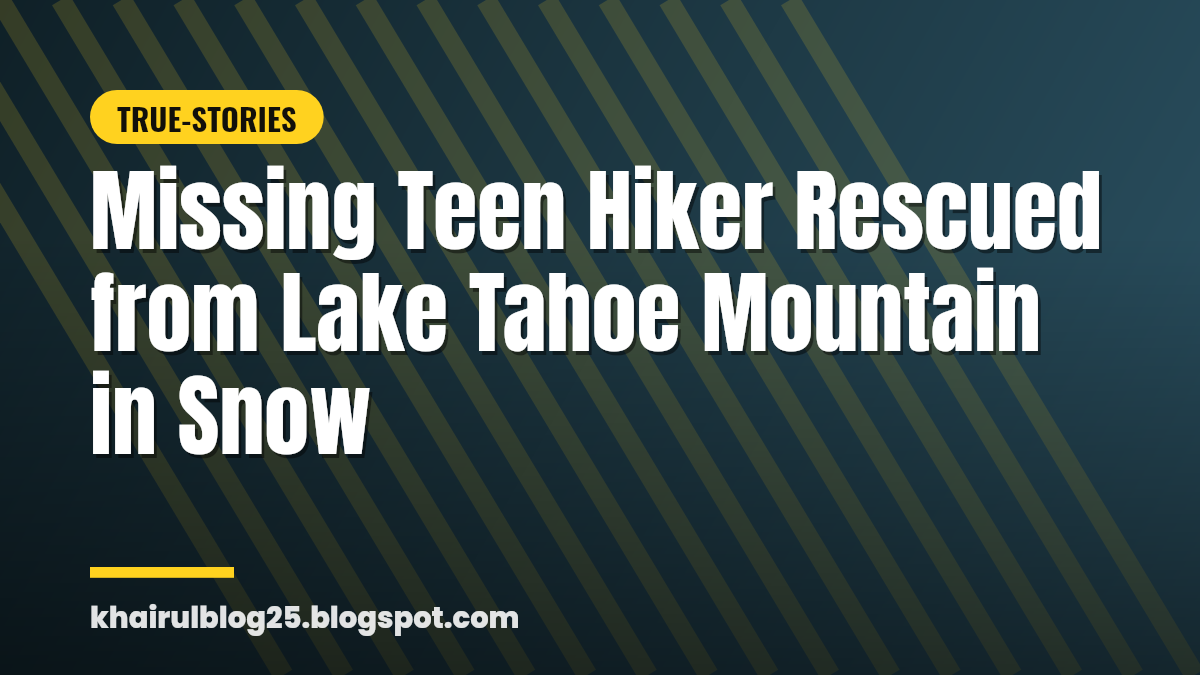 TRUE-STORIES
Missing Teen Hiker Rescued
from Lake Tahoe Mountain
in Snow
khairulblog25.blogspot.com